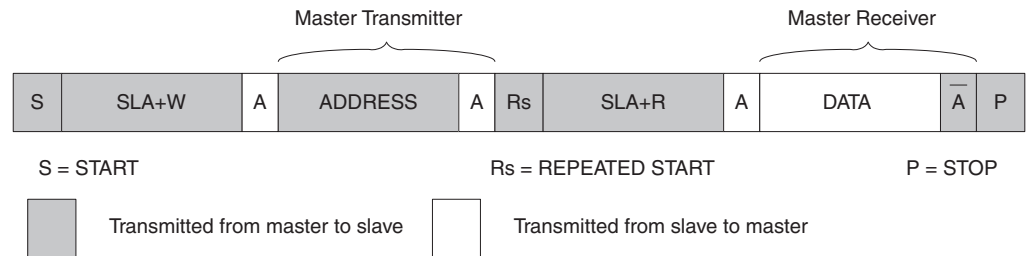 Master Transmitter Master Receiver
S SLA+W A ADDRESS A Rs SLA+R A DATA A̅ P
S = START Rs = REPEATED START P = STOP
Transmitted from master to slave Transmitted from slave to master